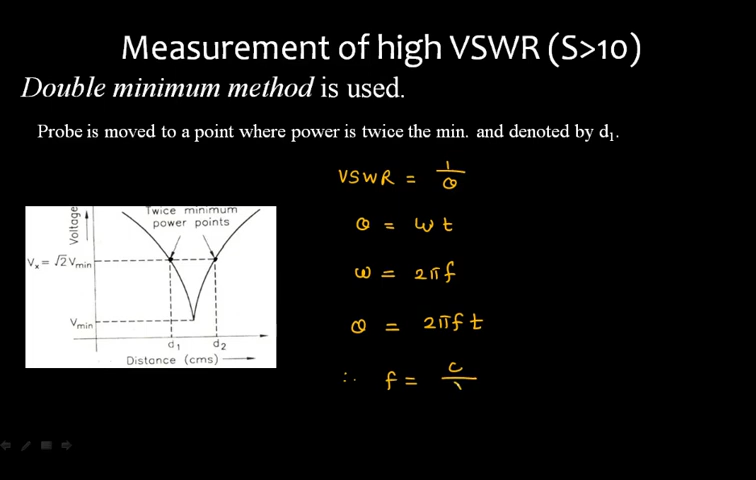 Measurement of high VSWR (S>10)
Double minimum method is used.
Probe is moved to a point where power is twice the min. and denoted by d₁.
VSWR = 1/θ
θ = ωt
ω = 2πf
θ = 2πft
∴ f = c/
Voltage
Twice minimum
power points
Vₓ = √2 Vmin
Vmin
d₁ d₂
Distance (cms)